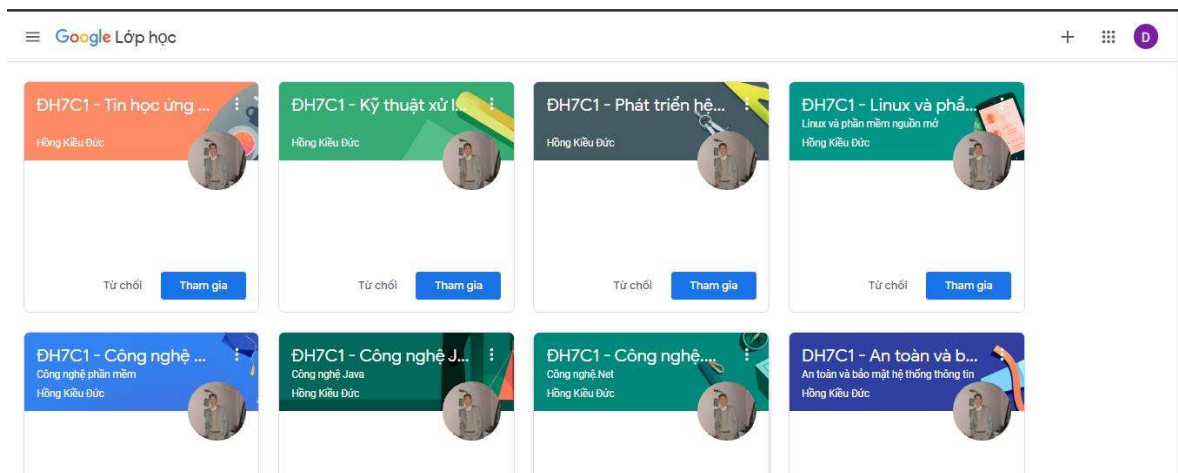 Google Lớp học
D
ĐH7C1 - Tin học ứng ...
Hồng Kiều Đức
Từ chối
Tham gia
ĐH7C1 - Kỹ thuật xử l...
Hồng Kiều Đức
Từ chối
Tham gia
ĐH7C1 - Phát triển hệ...
Hồng Kiều Đức
Từ chối
Tham gia
ĐH7C1 - Linux và phầ...
Linux và phần mềm nguồn mở
Hồng Kiều Đức
Từ chối
Tham gia
ĐH7C1 - Công nghệ ...
Công nghệ phần mềm
Hồng Kiều Đức
ĐH7C1 - Công nghệ J...
Công nghệ Java
Hồng Kiều Đức
ĐH7C1 - Công nghệ....
Công nghệ.Net
Hồng Kiều Đức
DH7C1 - An toàn và b...
An toàn và bảo mật hệ thống thông tin
Hồng Kiều Đức